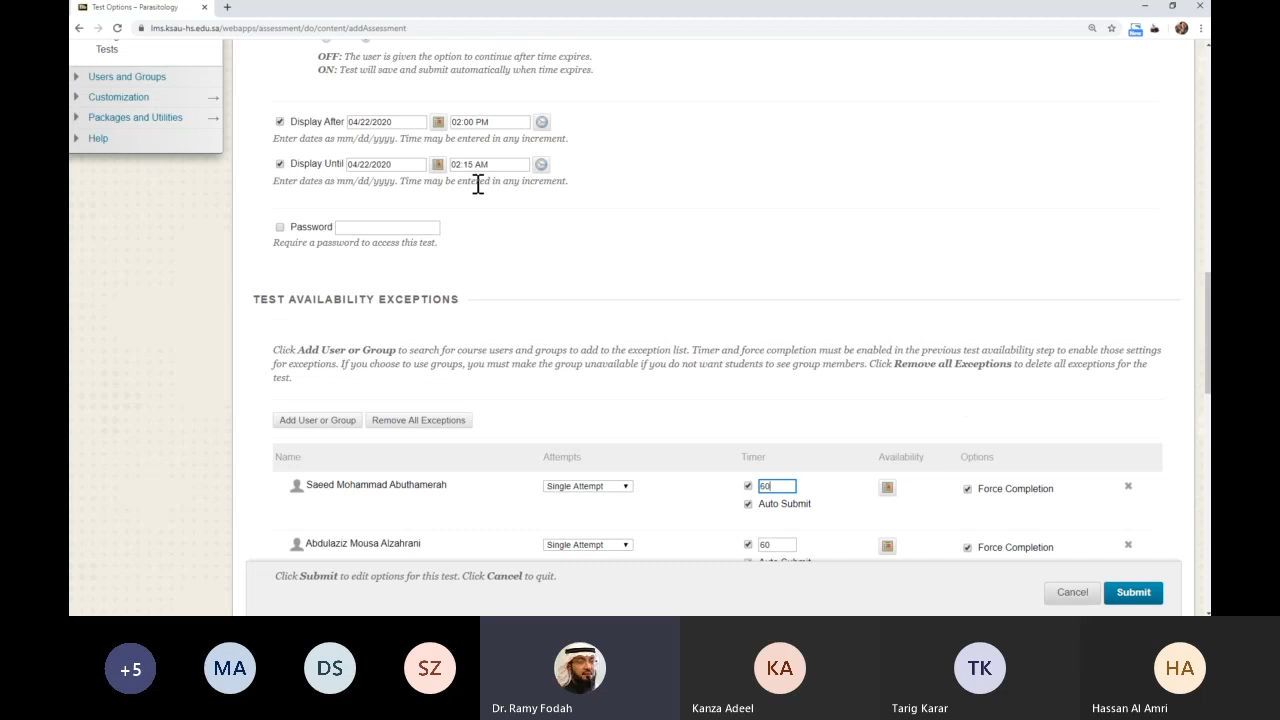 Test Options – Parasitology
lms.ksau-hs.edu.sa/webapps/assessment/do/content/addAssessment
New
Tests
Users and Groups
Customization
Packages and Utilities
Help
OFF: The user is given the option to continue after time expires.
ON: Test will save and submit automatically when time expires.
Display After 04/22/2020 02:00 PM
Enter dates as mm/dd/yyyy. Time may be entered in any increment.
Display Until 04/22/2020 02:15 AM
Enter dates as mm/dd/yyyy. Time may be entered in any increment.
Password
Require a password to access this test.
TEST AVAILABILITY EXCEPTIONS
Click Add User or Group to search for course users and groups to add to the exception list. Timer and force completion must be enabled in the previous test availability step to enable those settings
for exceptions. If you choose to use groups, you must make the group unavailable if you do not want students to see group members. Click Remove all Exceptions to delete all exceptions for the
test.
Add User or Group Remove All Exceptions
Name Attempts Timer Availability Options
Saeed Mohammad Abuthamerah Single Attempt 60 Force Completion
Auto Submit
Abdulaziz Mousa Alzahrani Single Attempt 60 Force Completion
Auto Submit
Click Submit to edit options for this test. Click Cancel to quit.
Cancel Submit
+5 MA DS SZ KA TK HA
Dr. Ramy Fodah Kanza Adeel Tarig Karar Hassan Al Amri